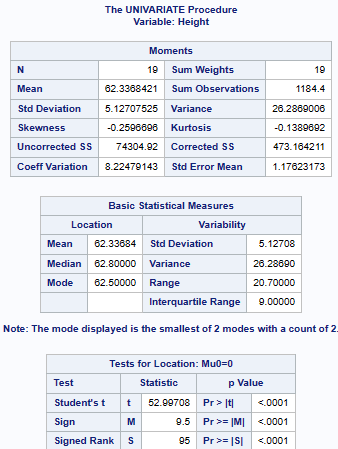 The UNIVARIATE Procedure
Variable: Height
Moments
N 19 Sum Weights 19
Mean 62.3368421 Sum Observations 1184.4
Std Deviation 5.12707525 Variance 26.2869006
Skewness -0.2596696 Kurtosis -0.1389692
Uncorrected SS 74304.92 Corrected SS 473.164211
Coeff Variation 8.22479143 Std Error Mean 1.17623173
Basic Statistical Measures
Location Variability
Mean 62.33684 Std Deviation 5.12708
Median 62.80000 Variance 26.28690
Mode 62.50000 Range 20.70000
Interquartile Range 9.00000
Note: The mode displayed is the smallest of 2 modes with a count of 2.
Tests for Location: Mu0=0
Test Statistic p Value
Student's t t 52.99708 Pr > |t| <.0001
Sign M 9.5 Pr >= |M| <.0001
Signed Rank S 95 Pr >= |S| <.0001